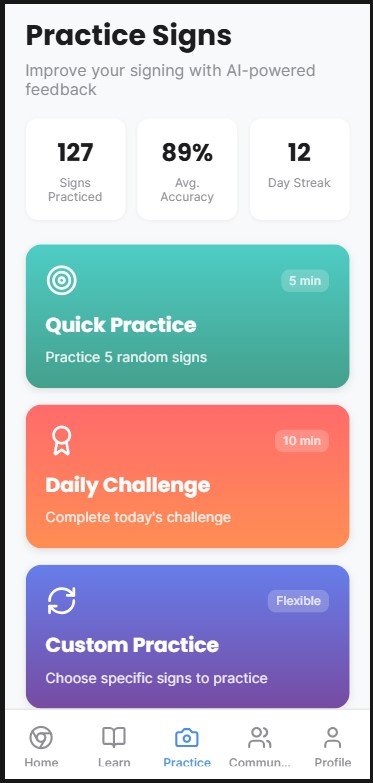 Practice Signs
Improve your signing with AI-powered
feedback
127
Signs
Practiced
89%
Avg.
Accuracy
12
Day Streak
5 min
Quick Practice
Practice 5 random signs
10 min
Daily Challenge
Complete today's challenge
Flexible
Custom Practice
Choose specific signs to practice
Home
Learn
Practice
Commun...
Profile